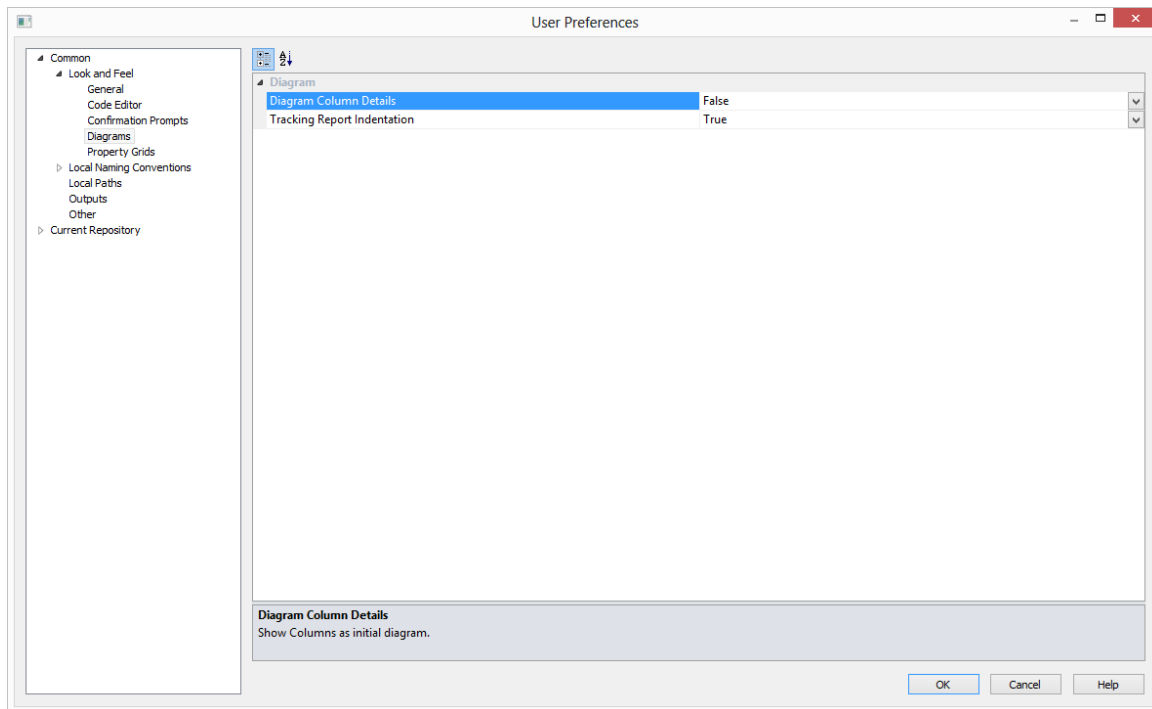 User Preferences
Common
Look and Feel
General
Code Editor
Confirmation Prompts
Diagrams
Property Grids
Local Naming Conventions
Local Paths
Outputs
Other
Current Repository
Diagram
Diagram Column Details False
Tracking Report Indentation True
Diagram Column Details
Show Columns as initial diagram.
OK Cancel Help